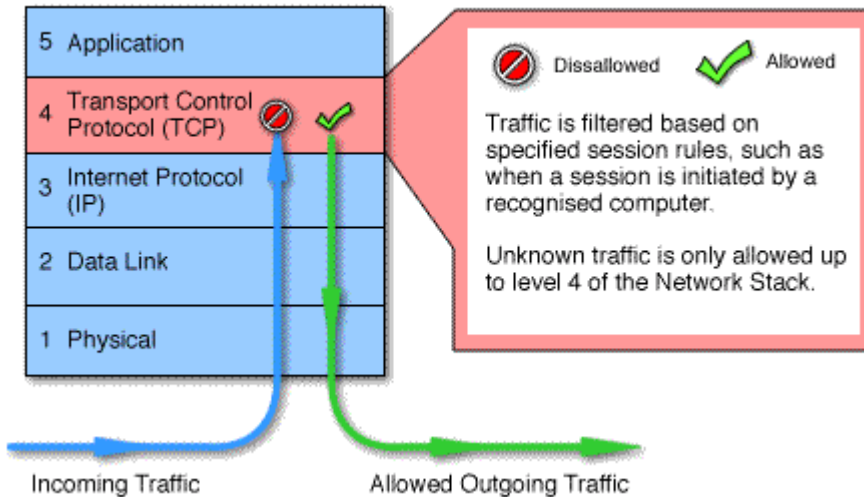 5 Application
4 Transport Control
Protocol (TCP)
3 Internet Protocol
(IP)
2 Data Link
1 Physical
Incoming Traffic
Allowed Outgoing Traffic
Dissallowed
Allowed
Traffic is filtered based on
specified session rules, such as
when a session is initiated by a
recognised computer.
Unknown traffic is only allowed up
to level 4 of the Network Stack.